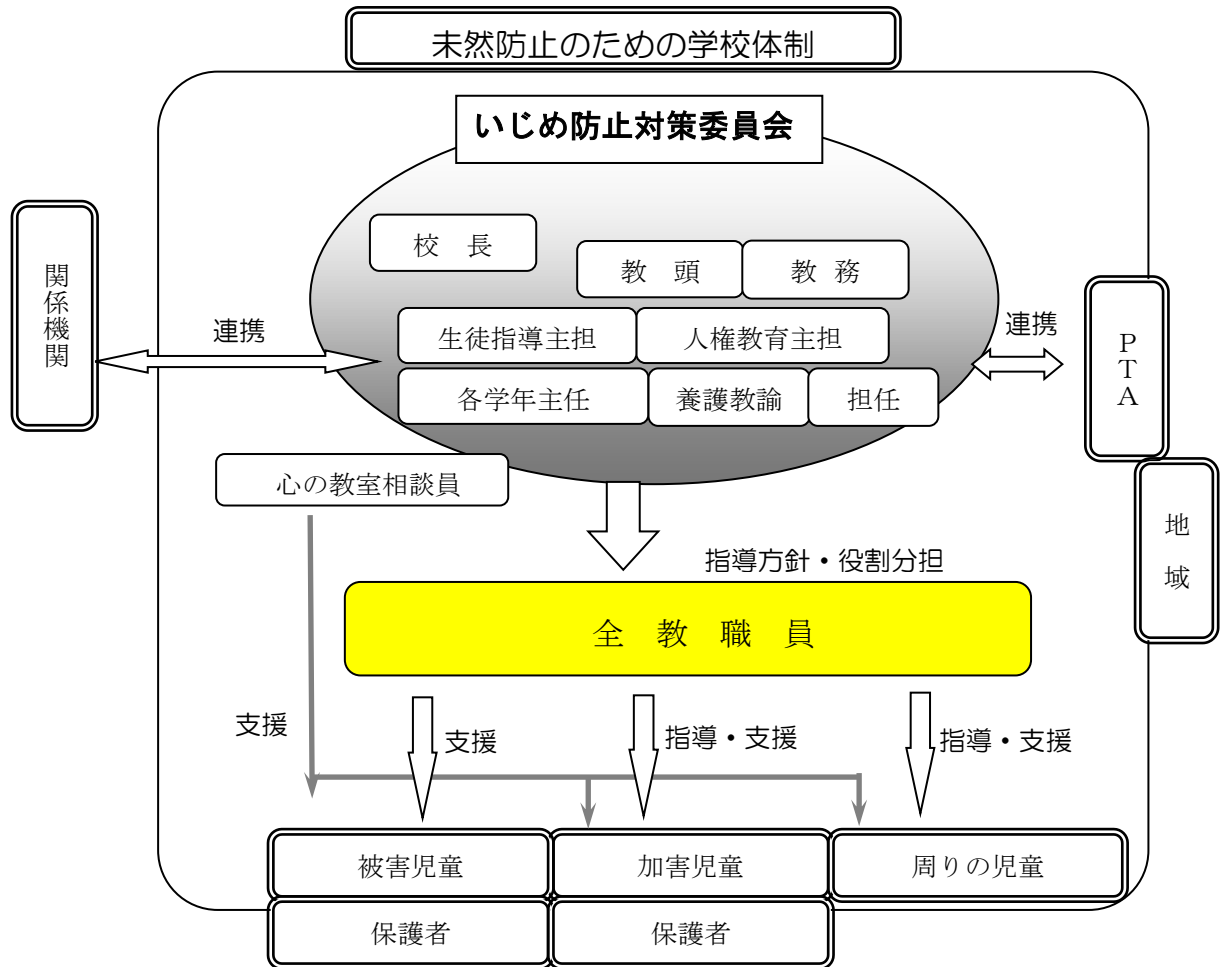 未然防止のための学校体制
いじめ防止対策委員会
校 長
教 頭
教 務
生徒指導主担
人権教育主担
各学年主任
養護教諭
担任
関係機関
連携
連携
PTA
地域
心の教室相談員
指導方針・役割分担
全 教 職 員
支援
支援
指導・支援
指導・支援
被害児童
加害児童
周りの児童
保護者
保護者